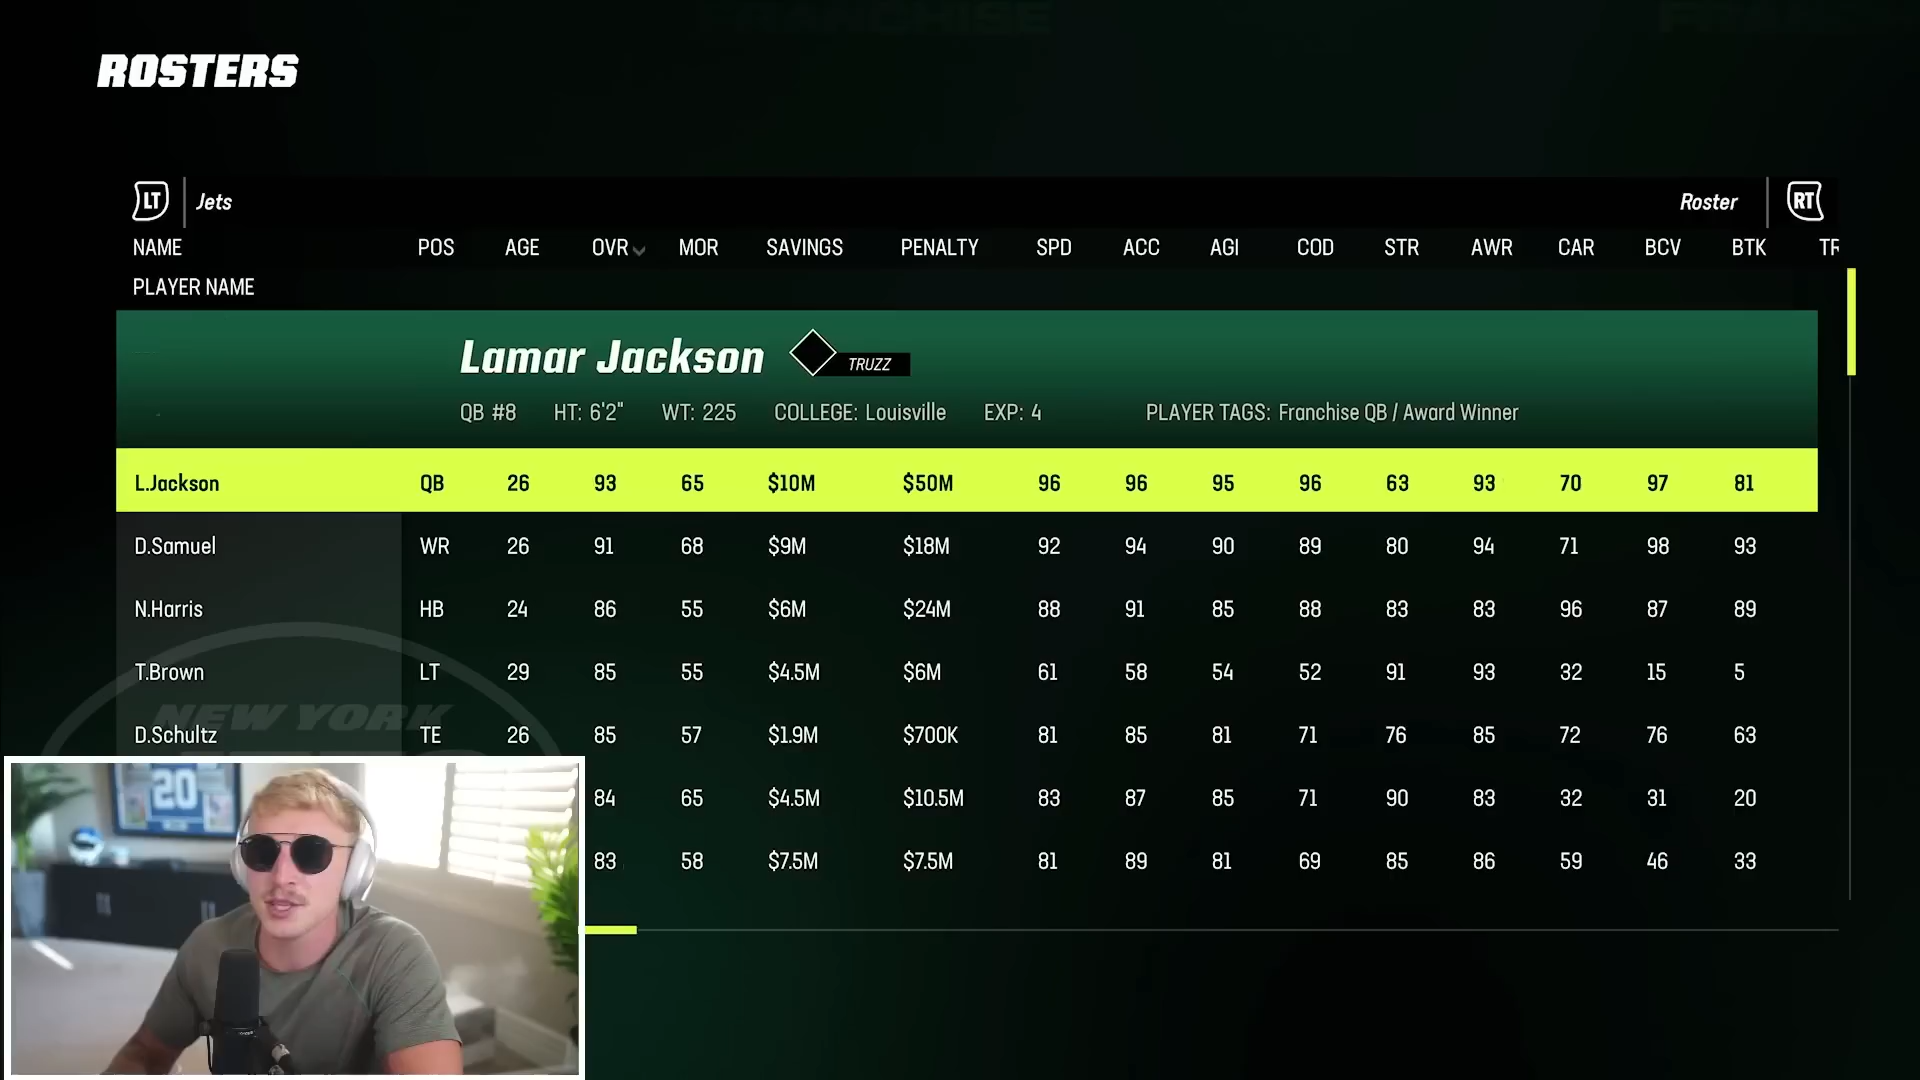 FRANCHISE
ROSTERS
LT Jets Roster RT
NAME POS AGE OVR MOR SAVINGS PENALTY SPD ACC AGI COD STR AWR CAR BCV BTK TR
PLAYER NAME
Lamar Jackson TRUZZ
QB #8 HT: 6'2" WT: 225 COLLEGE: Louisville EXP: 4 PLAYER TAGS: Franchise QB / Award Winner
L.Jackson QB 26 93 65 $10M $50M 96 96 95 96 63 93 70 97 81
D.Samuel WR 26 91 68 $9M $18M 92 94 90 89 80 94 71 98 93
N.Harris HB 24 86 55 $6M $24M 88 91 85 88 83 83 96 87 89
T.Brown LT 29 85 55 $4.5M $6M 61 58 54 52 91 93 32 15 5
NEW YORK
D.Schultz TE 26 85 57 $1.9M $700K 81 85 81 71 76 85 72 76 63
84 65 $4.5M $10.5M 83 87 85 71 90 83 32 31 20
83 58 $7.5M $7.5M 81 89 81 69 85 86 59 46 33
20